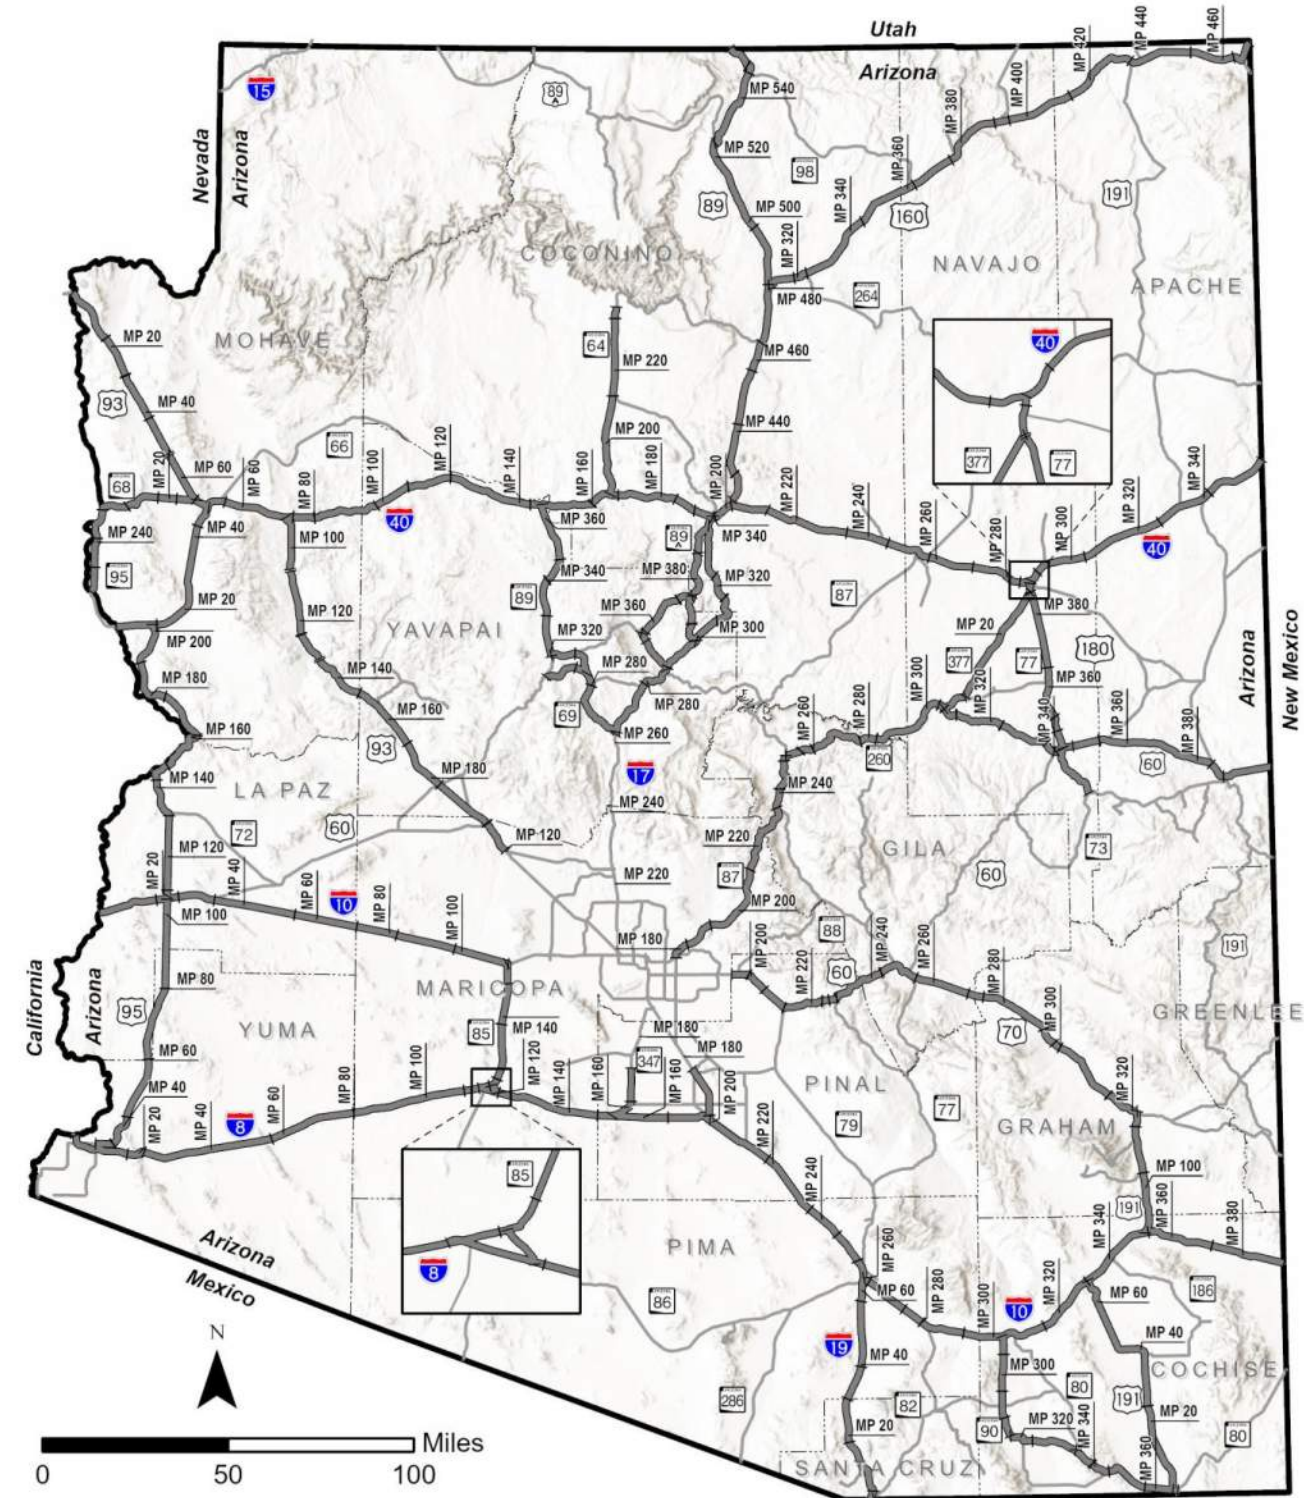 Utah
Arizona
MP 420
MP 440
MP 460
15
89
A
Nevada
Arizona
MP 540
MP 520
MP 500
MP 480
MP 460
MP 440
89
98
MP 320
MP 340
MP 360
MP 380
MP 400
160
191
264
COCONINO
NAVAJO
APACHE
MOHAVE
64
MP 220
MP 200
40
377
77
MP 20
93
MP 40
66
68
MP 20
MP 60
MP 60
MP 80
MP 100
MP 120
MP 140
MP 160
MP 180
MP 200
MP 220
MP 240
MP 260
MP 280
MP 300
MP 320
MP 340
40
40
MP 240
MP 40
MP 100
MP 360
89
A
MP 340
95
MP 340
MP 380
MP 320
87
MP 380
MP 20
MP 120
89
MP 360
MP 20
MP 200
YAVAPAI
MP 320
MP 300
377
77
180
MP 180
MP 140
MP 280
MP 280
MP 300
MP 320
MP 360
MP 160
69
MP 160
MP 260
MP 260
MP 280
MP 340
MP 360
MP 380
93
17
260
60
Arizona
New Mexico
MP 140
MP 180
MP 240
LA PAZ
MP 240
72
60
MP 120
MP 120
MP 220
87
GILA
73
60
MP 20
MP 40
MP 60
MP 80
MP 100
10
MP 220
MP 200
MP 100
MP 180
88
MP 200
MP 220
60
MP 240
MP 260
MP 280
191
MARICOPA
MP 80
California
Arizona
95
YUMA
85
MP 140
MP 180
MP 300
70
GREENLEE
MP 60
MP 180
347
MP 40
MP 20
MP 40
MP 60
MP 80
MP 100
MP 120
MP 140
MP 160
MP 160
MP 200
MP 220
PINAL
79
77
MP 320
GRAHAM
8
85
8
MP 240
MP 100
191
MP 360
MP 340
MP 380
Arizona
Mexico
PIMA
MP 260
MP 60
MP 280
MP 300
MP 320
10
MP 60
186
86
19
MP 40
MP 300
MP 40
COCHISE
N
286
82
80
191
MP 20
MP 20
90
MP 320
MP 340
MP 360
80
SANTA CRUZ
Miles
0
50
100